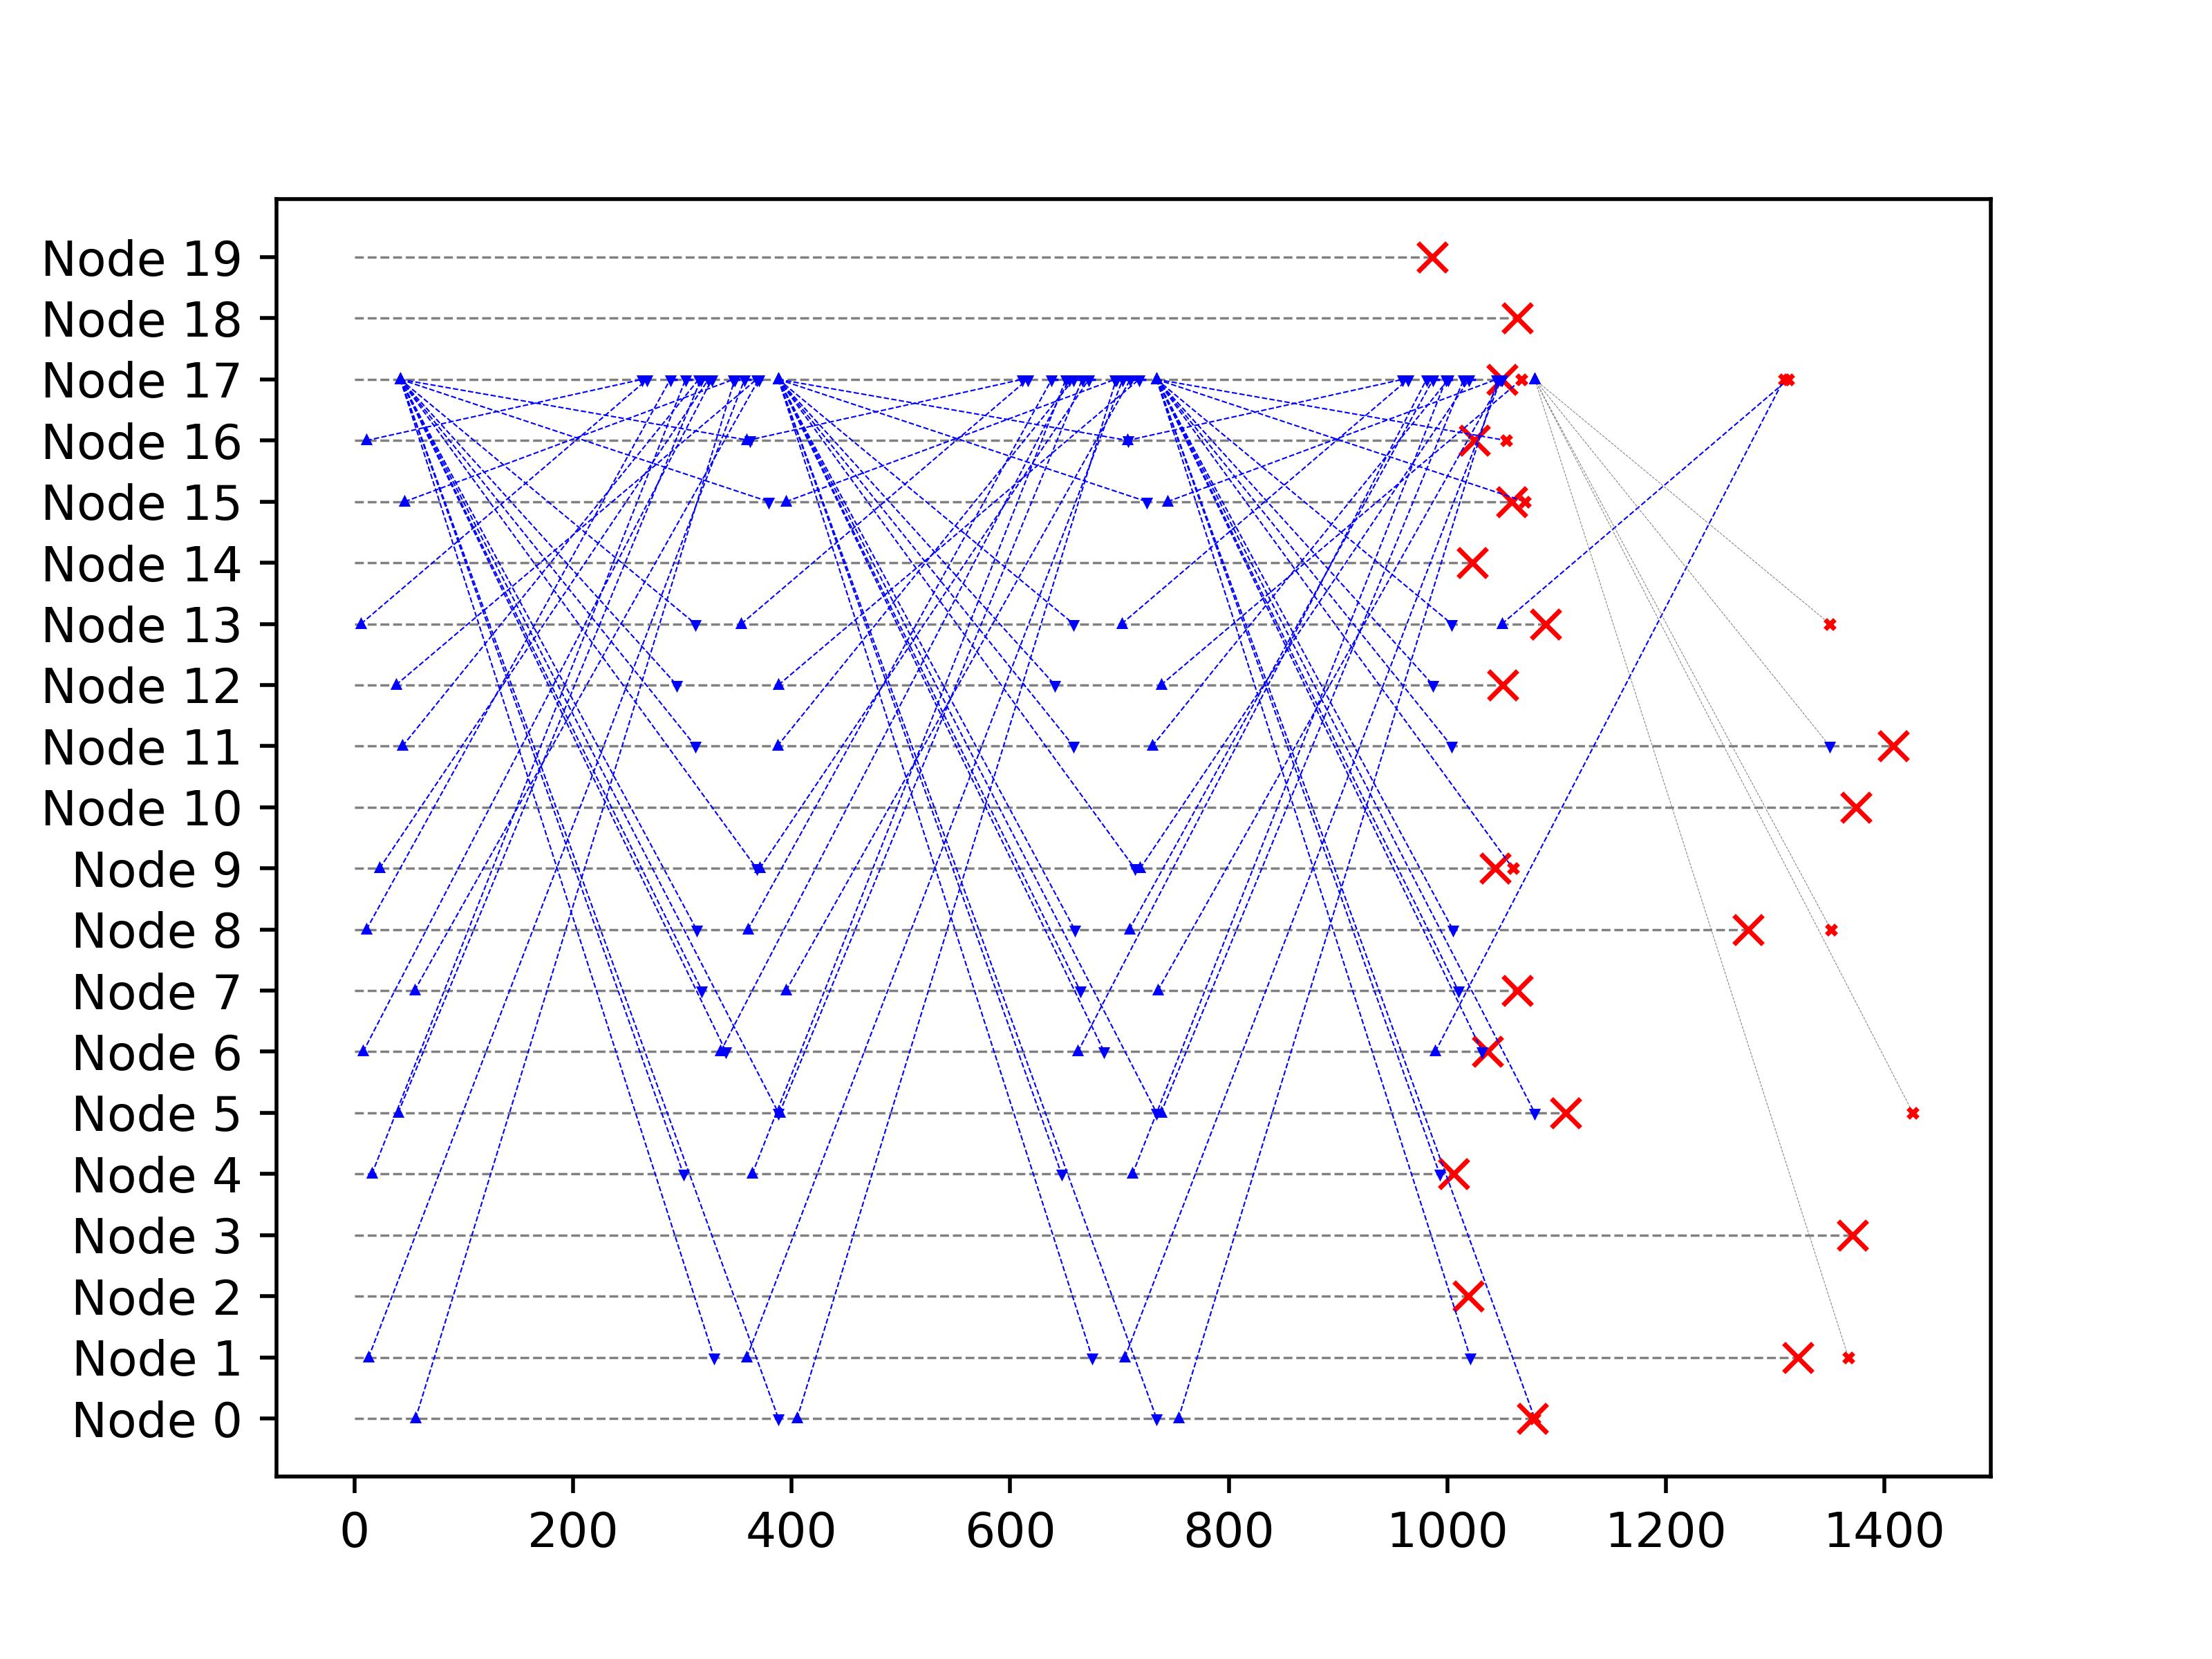 Node 19
Node 18
Node 17
Node 16
Node 15
Node 14
Node 13
Node 12
Node 11
Node 10
Node 9
Node 8
Node 7
Node 6
Node 5
Node 4
Node 3
Node 2
Node 1
Node 0
0 200 400 600 800 1000 1200 1400